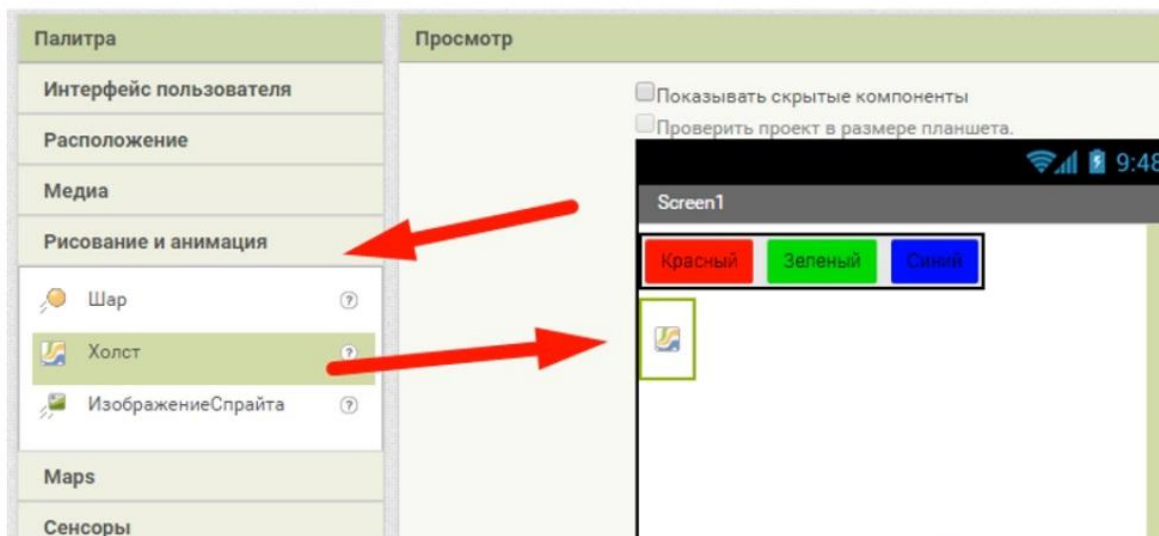 Палитра
Интерфейс пользователя
Расположение
Медиа
Рисование и анимация
Шар ?
Холст ?
ИзображениеСпрайта ?
Maps
Сенсоры
Просмотр
Показывать скрытые компоненты
Проверить проект в размере планшета.
9:48
Screen1
Красный Зеленый Синий